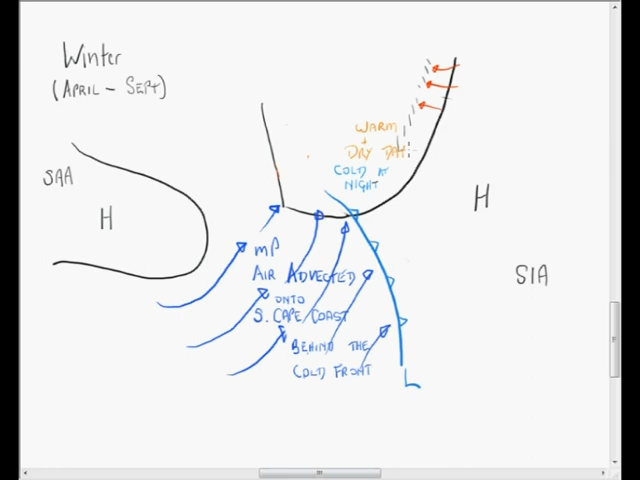 Winter
(APRIL - SEPT)
SAA
H
WARM
+
DRY DAY
COLD AT
NIGHT
H
SIA
mP
AIR ADVECTED
ONTO
S. CAPE COAST
BEHIND THE
COLD FRONT
L